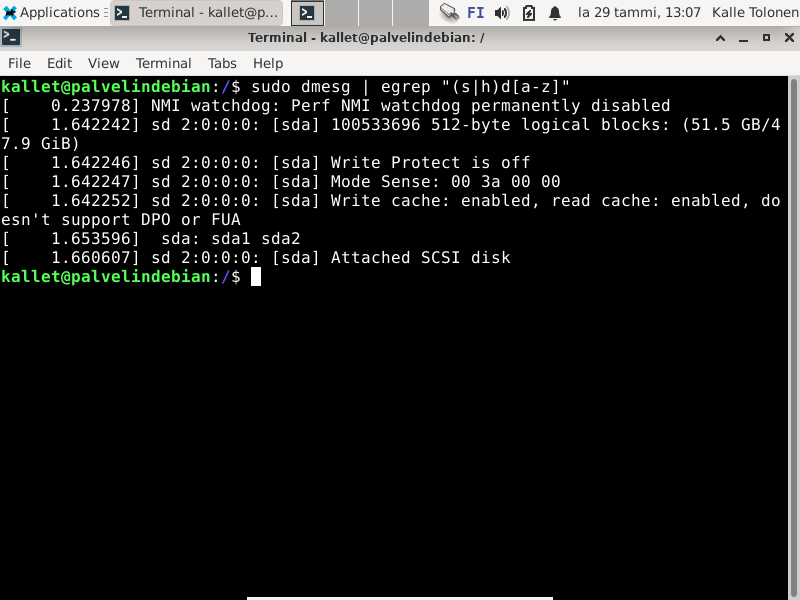 Applications Terminal - kallet@p... FI la 29 tammi, 13:07 Kalle Tolonen
Terminal - kallet@palvelindebian: /
File Edit View Terminal Tabs Help
kallet@palvelindebian:/$ sudo dmesg | egrep "(s|h)d[a-z]"
[    0.237978] NMI watchdog: Perf NMI watchdog permanently disabled
[    1.642242] sd 2:0:0:0: [sda] 100533696 512-byte logical blocks: (51.5 GB/4
7.9 GiB)
[    1.642246] sd 2:0:0:0: [sda] Write Protect is off
[    1.642247] sd 2:0:0:0: [sda] Mode Sense: 00 3a 00 00
[    1.642252] sd 2:0:0:0: [sda] Write cache: enabled, read cache: enabled, do
esn't support DPO or FUA
[    1.653596]  sda: sda1 sda2
[    1.660607] sd 2:0:0:0: [sda] Attached SCSI disk
kallet@palvelindebian:/$